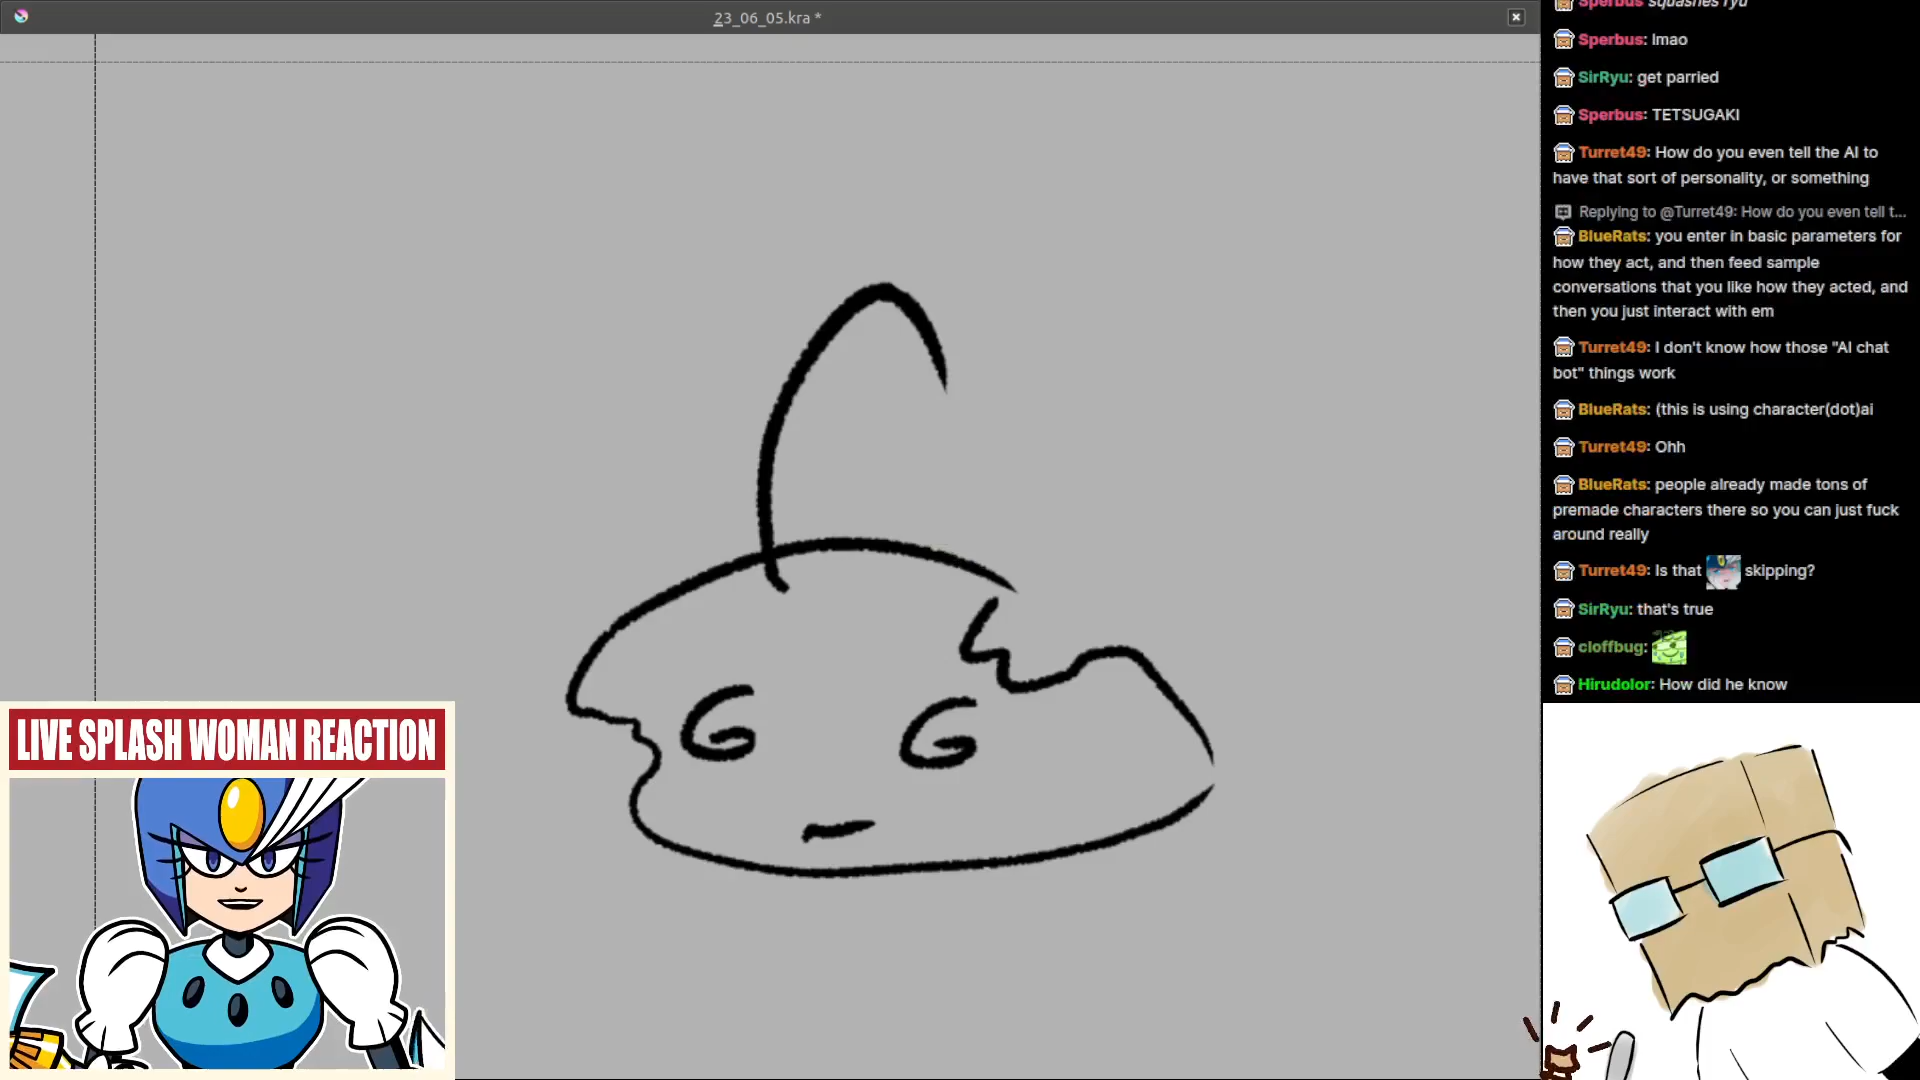 23_06_05.kra *
Sperbus squashes ryu
Sperbus: lmao
SirRyu: get parried
Sperbus: TETSUGAKI
Turret49: How do you even tell the AI to
have that sort of personality, or something
Replying to @Turret49: How do you even tell t...
BlueRats: you enter in basic parameters for
how they act, and then feed sample
conversations that you like how they acted, and
then you just interact with em
Turret49: I don't know how those "AI chat
bot" things work
BlueRats: (this is using character(dot)ai
Turret49: Ohh
BlueRats: people already made tons of
premade characters there so you can just fuck
around really
Turret49: Is that skipping?
SirRyu: that's true
cloffbug:
Hirudolor: How did he know
LIVE SPLASH WOMAN REACTION